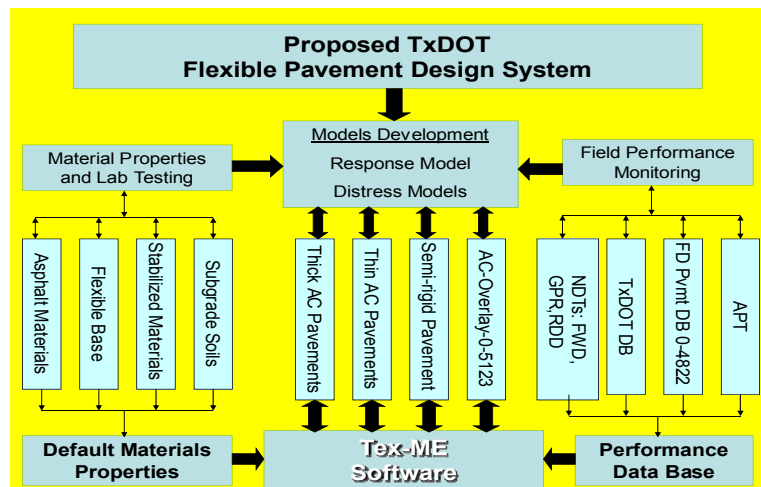 Proposed TxDOT
Flexible Pavement Design System
Models Development
Response Model
Distress Models
Material Properties
and Lab Testing
Field Performance
Monitoring
Asphalt Materials
Flexible Base
Stabilized Materials
Subgrade Soils
Thick AC Pavements
Thin AC Pavements
Semi-rigid Pavement
AC-Overlay-0-5123
NDTs: FWD,
GPR,RDD
TxDOT DB
FD Pvmt DB 0-4822
APT
Default Materials
Properties
Tex-ME
Software
Performance
Data Base